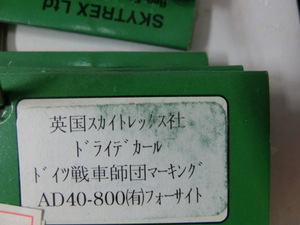 SKYTREX Ltd
英国スカイトレックス社
ドライデカール
ドイツ戦車師団マーキング
AD40-800㈲フォーサイト